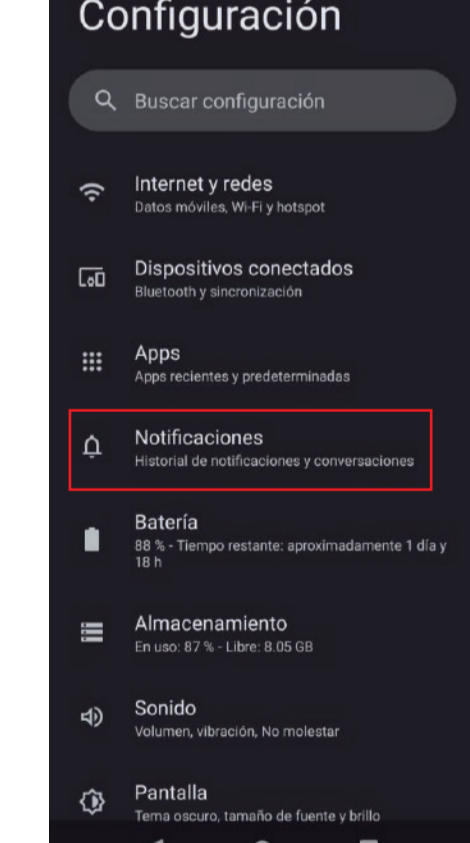 Configuración
Buscar configuración
Internet y redes
Datos móviles, Wi-Fi y hotspot
Dispositivos conectados
Bluetooth y sincronización
Apps
Apps recientes y predeterminadas
Notificaciones
Historial de notificaciones y conversaciones
Batería
88 % - Tiempo restante: aproximadamente 1 día y
18 h
Almacenamiento
En uso: 87 % - Libre: 8.05 GB
Sonido
Volumen, vibración, No molestar
Pantalla
Tema oscuro, tamaño de fuente y brillo